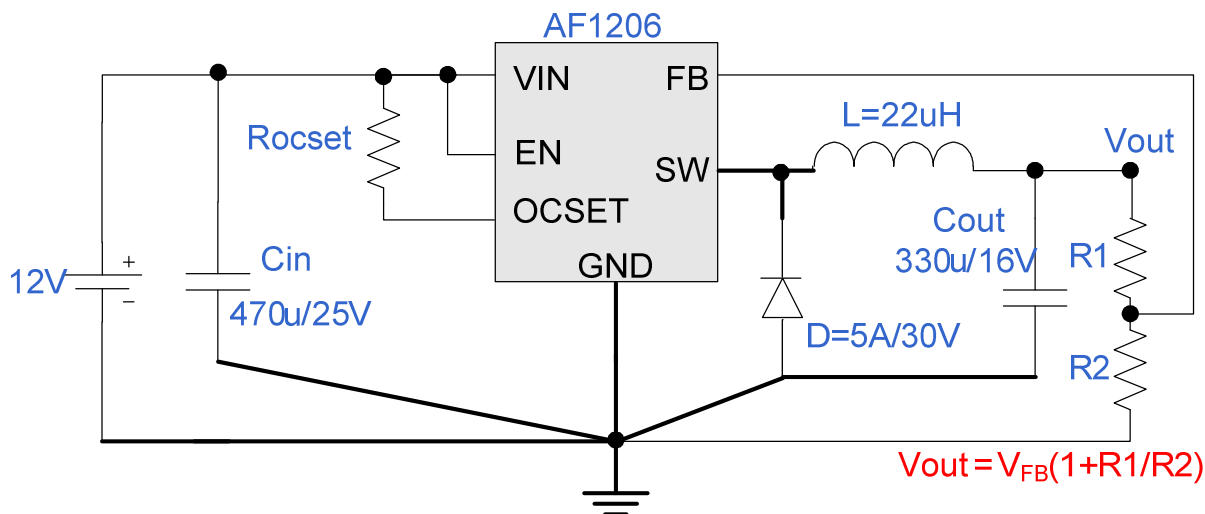 AF1206
VIN
FB
L=22uH
Vout
Rocset
EN
SW
OCSET
Cout
330u/16V
R1
Cin
GND
12V
+
−
470u/25V
D=5A/30V
R2
Vout=VFB(1+R1/R2)